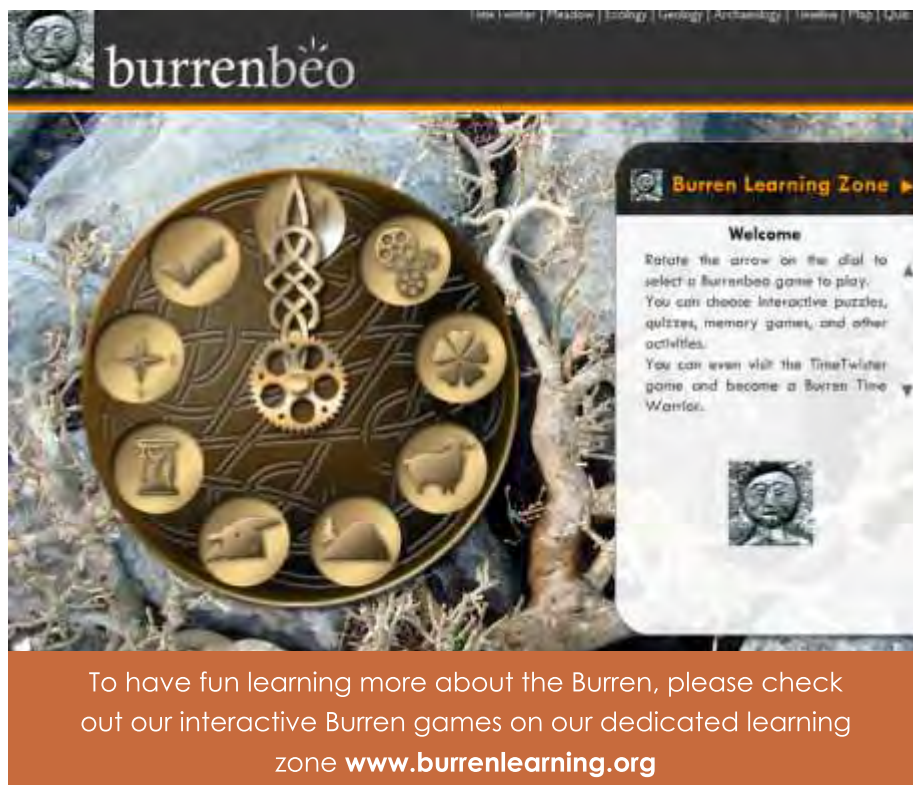 Time Twister | Meadow | Ecology | Geology | Archaeology | Timeline | Map | Quiz
burrenbeo
Burren Learning Zone
Welcome
Rotate the arrow on the dial to
select a Burrenbeo game to play.
You can choose interactive puzzles,
quizzes, memory games, and other
activities.
You can even visit the TimeTwister
game and become a Burren Time
Warrior.
To have fun learning more about the Burren, please check
out our interactive Burren games on our dedicated learning
zone www.burrenlearning.org